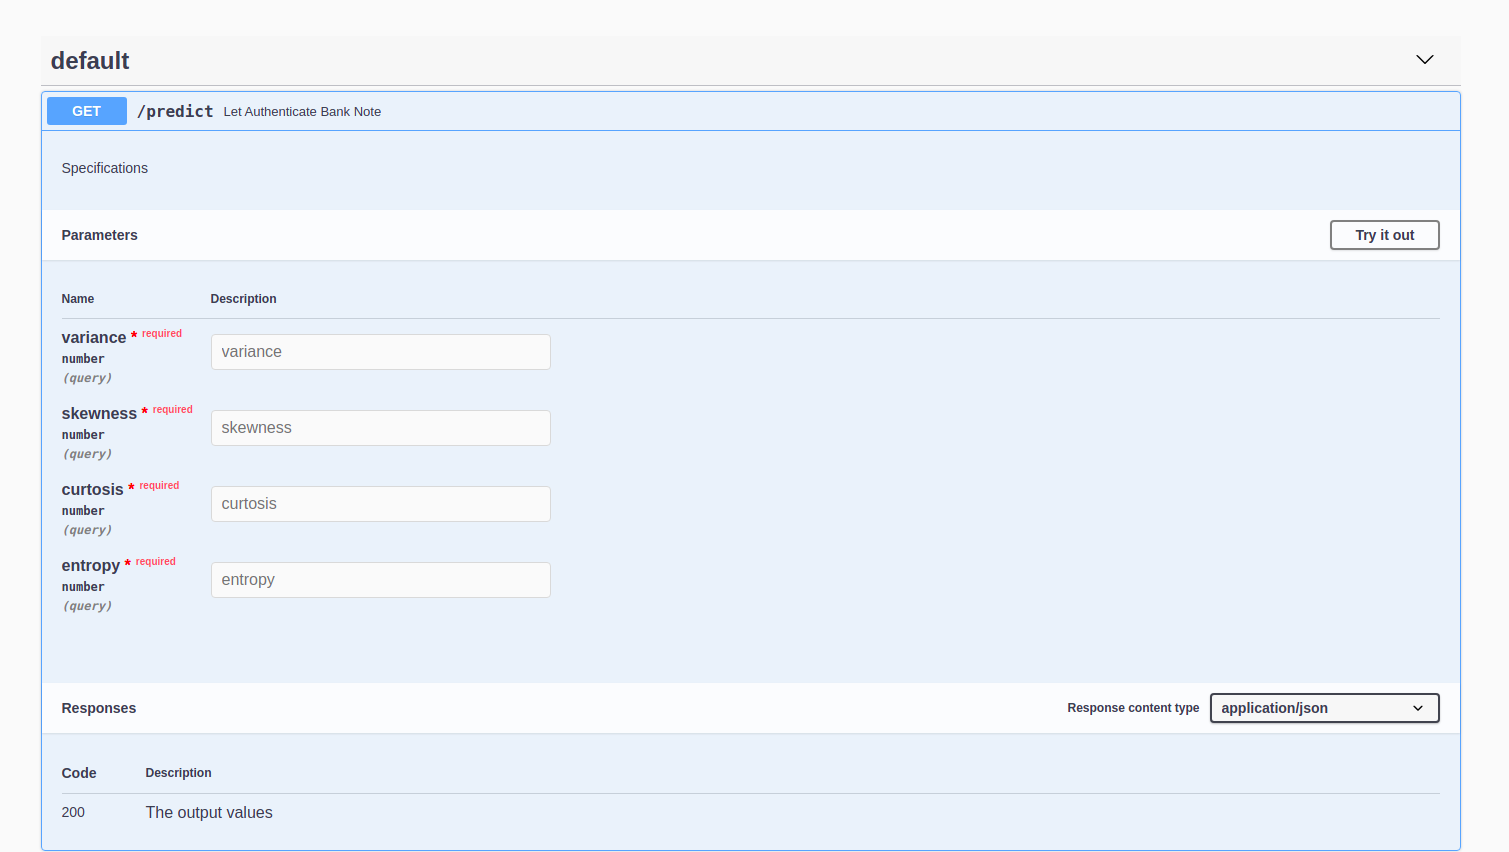 default
GET /predict Let Authenticate Bank Note
Specifications
Parameters Try it out
Name Description
variance * required
number
(query)
variance
skewness * required
number
(query)
skewness
curtosis * required
number
(query)
curtosis
entropy * required
number
(query)
entropy
Responses Response content type application/json
Code Description
200 The output values